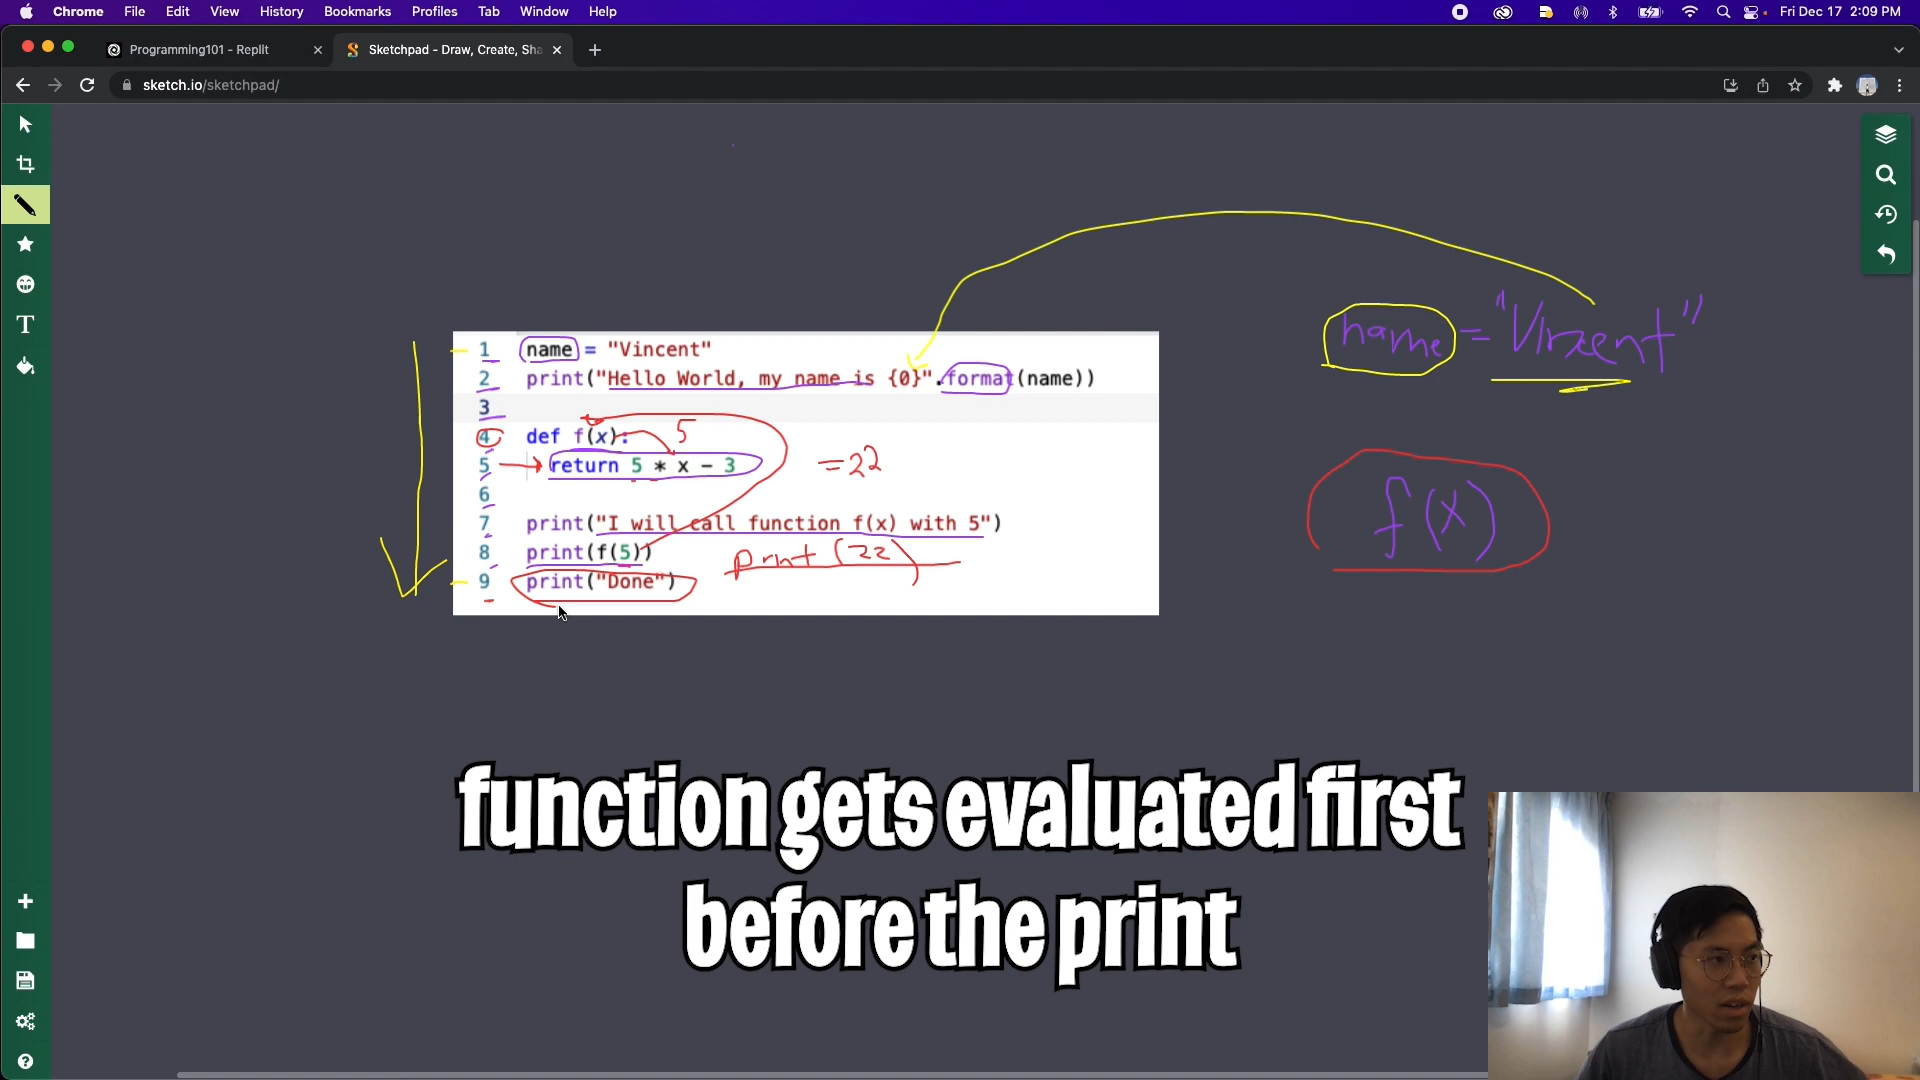 Chrome File Edit View History Bookmarks Profiles Tab Window Help Fri Dec 17 2:09 PM
Programming101 - Replit Sketchpad - Draw, Create, Sha
sketch.io/sketchpad/
name = "Vincent"
1 name = "Vincent"
2 print("Hello World, my name is {0}".format(name))
3
4 def f(x): 5
5 return 5 * x - 3 =22
6
f(x)
7 print("I will call function f(x) with 5")
8 print(f(5)) print (22)
9 print("Done")
T
function gets evaluated first
before the print